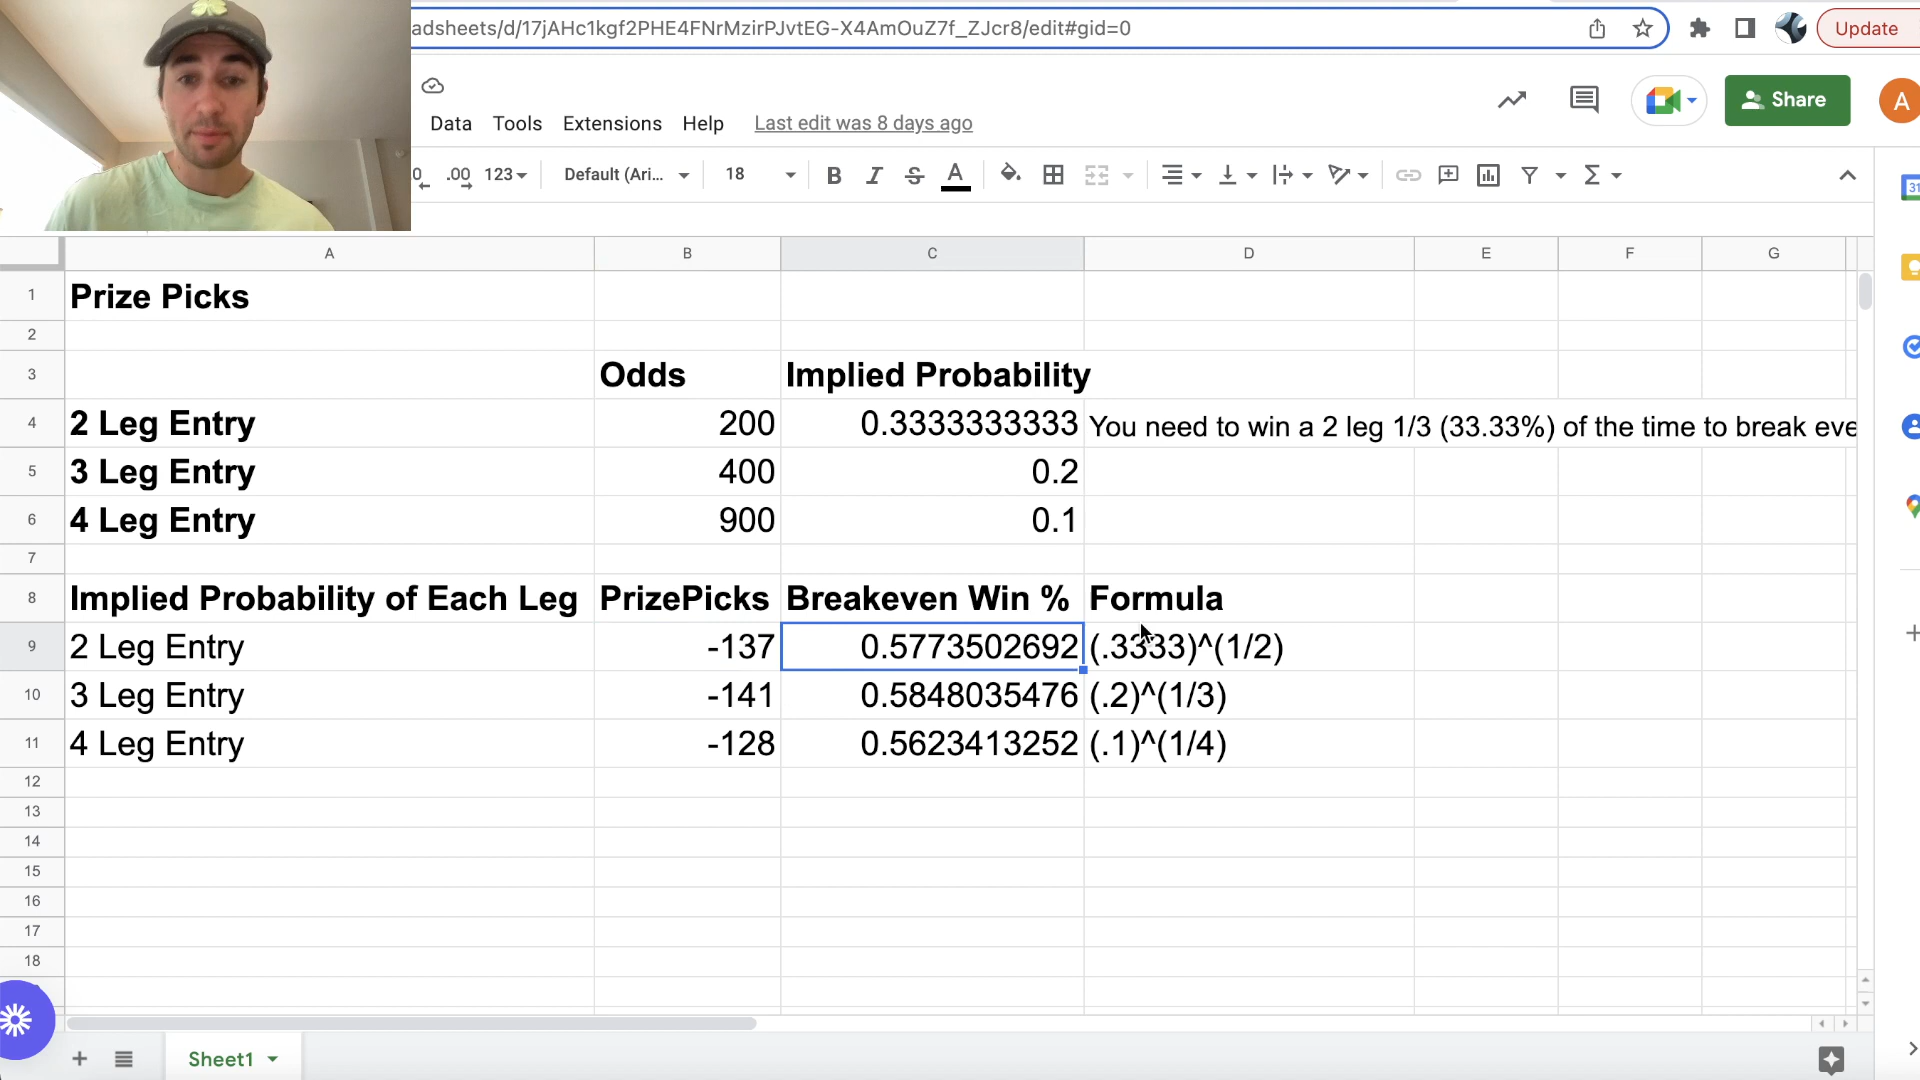 adsheets/d/17jAHc1kgf2PHE4FNrMzirPJvtEG-X4AmOuZ7f_ZJcr8/edit#gid=0
Update
Data Tools Extensions Help Last edit was 8 days ago
Share
A
.00 123 Default (Ari... 18 B I S A
31
A B C D E F G
1 Prize Picks
2
3 Odds Implied Probability
4 2 Leg Entry 200 0.3333333333 You need to win a 2 leg 1/3 (33.33%) of the time to break eve
5 3 Leg Entry 400 0.2
6 4 Leg Entry 900 0.1
7
8 Implied Probability of Each Leg PrizePicks Breakeven Win % Formula
9 2 Leg Entry -137 0.5773502692 (.3333)^(1/2)
10 3 Leg Entry -141 0.5848035476 (.2)^(1/3)
11 4 Leg Entry -128 0.5623413252 (.1)^(1/4)
12
13
14
15
16
17
18
Sheet1